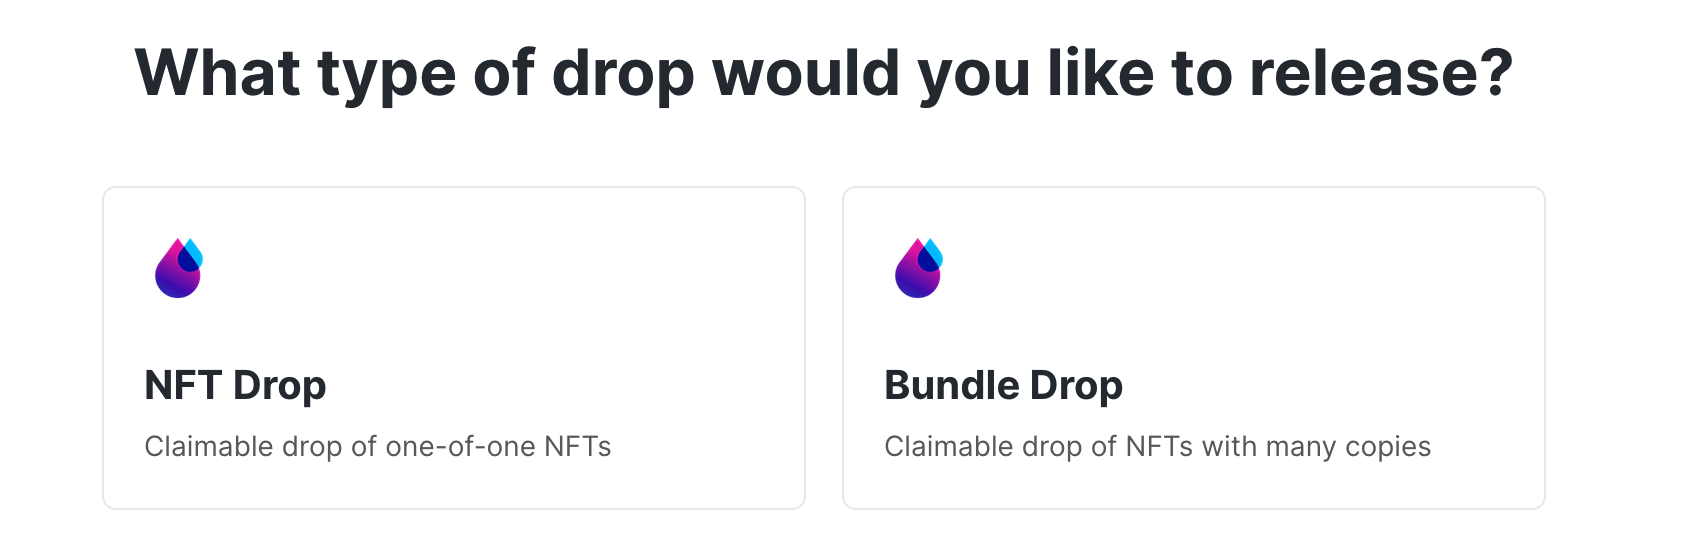 What type of drop would you like to release?
NFT Drop
Claimable drop of one-of-one NFTs
Bundle Drop
Claimable drop of NFTs with many copies